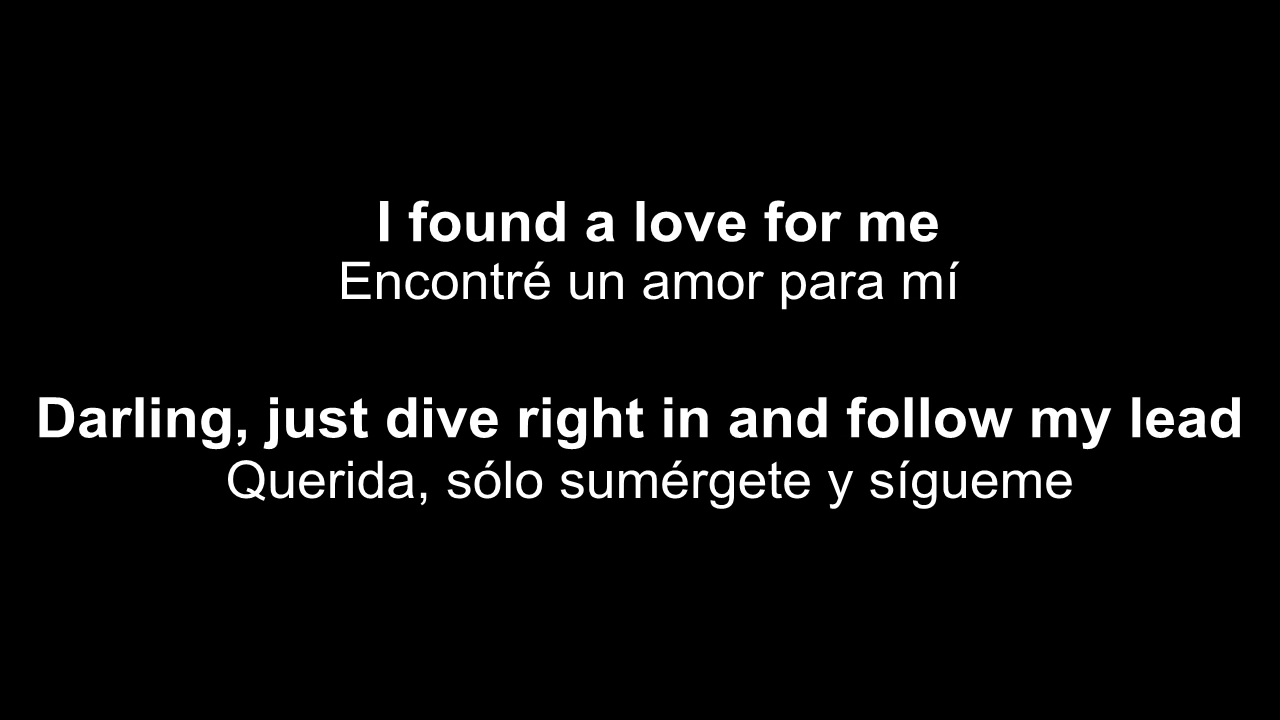 I found a love for me
Encontré un amor para mí
Darling, just dive right in and follow my lead
Querida, sólo sumérgete y sígueme